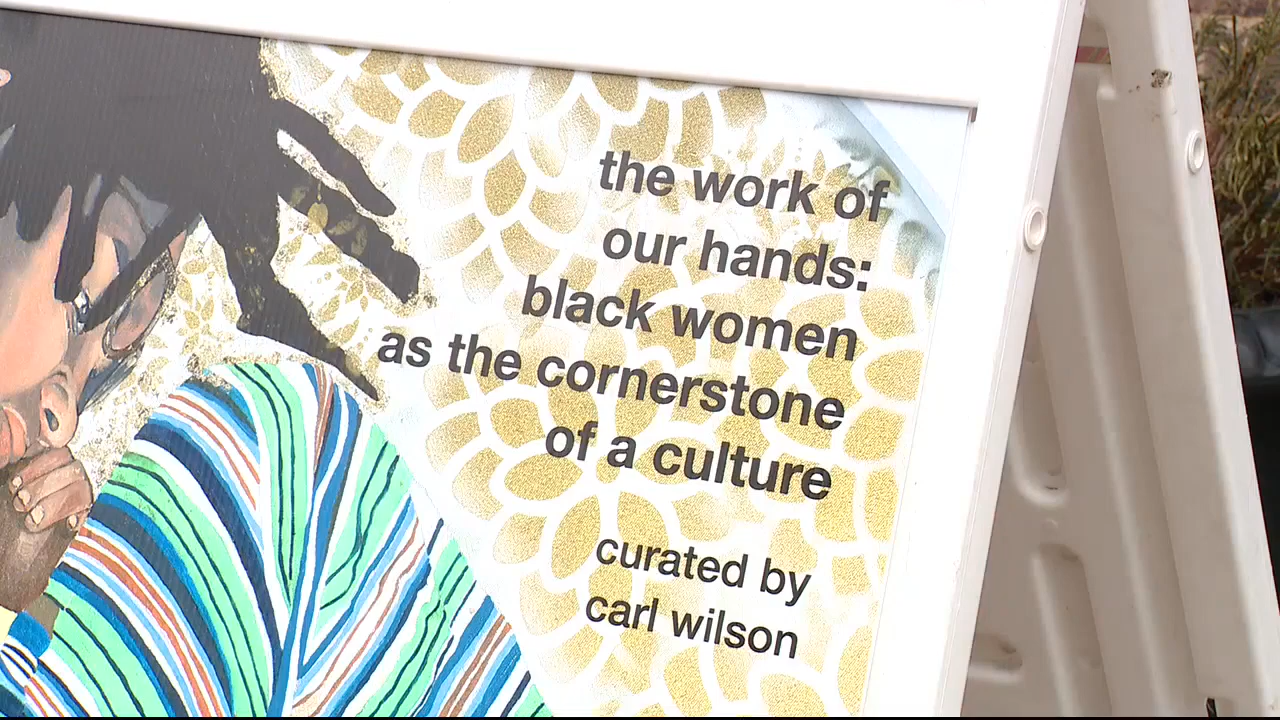 the work of
our hands:
black women
as the cornerstone
of a culture
curated by
carl wilson